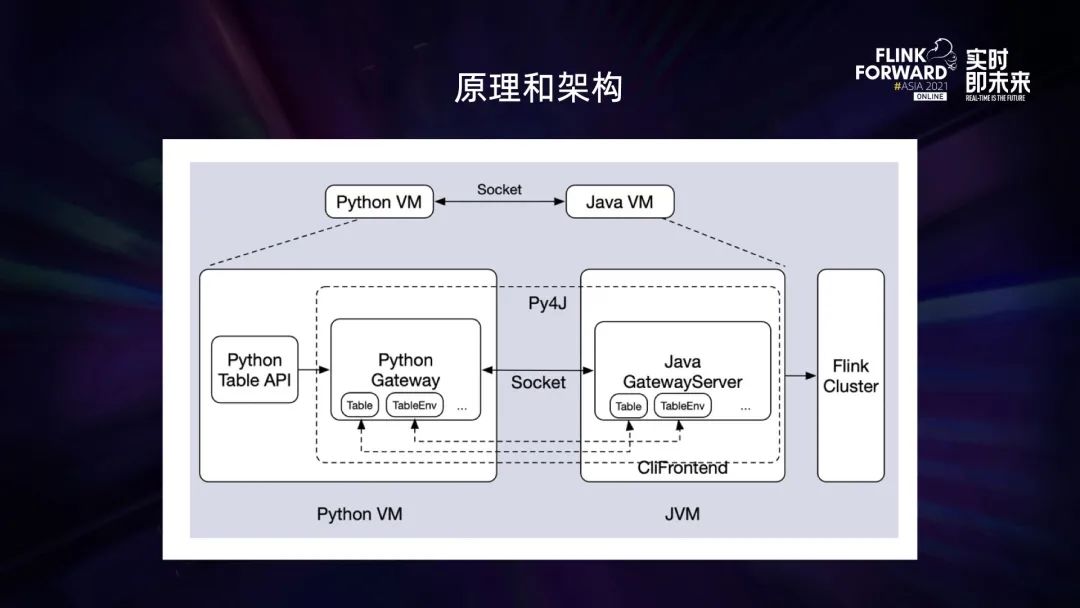 FLINK
FORWARD
#ASIA 2021
ONLINE
实时
即未来
REAL-TIME IS THE FUTURE
原理和架构
Python VM
Socket
Java VM
Py4J
Python
Table API
Python
Gateway
Table
TableEnv
...
Socket
Java
GatewayServer
Table
TableEnv
...
CliFrontend
Flink
Cluster
Python VM
JVM